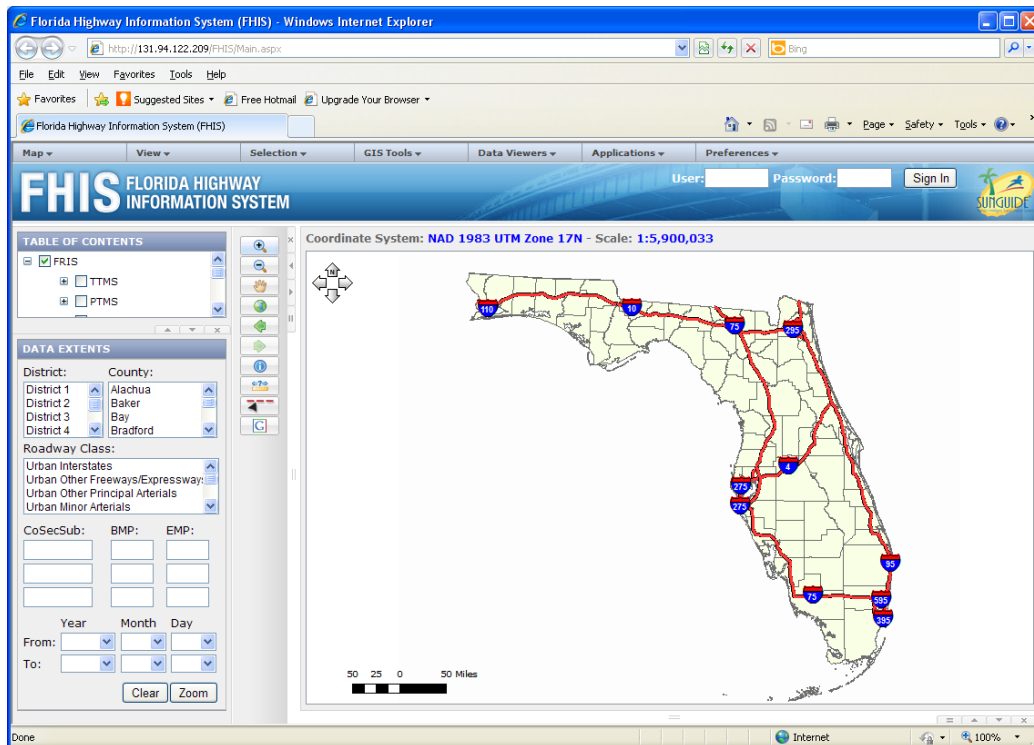 Florida Highway Information System (FHIS) - Windows Internet Explorer
http://131.94.122.209/FHIS/Main.aspx
Bing
File Edit View Favorites Tools Help
Favorites Suggested Sites Free Hotmail Upgrade Your Browser
Florida Highway Information System (FHIS)
Page Safety Tools
Map View Selection GIS Tools Data Viewers Applications Preferences
FHIS FLORIDA HIGHWAY INFORMATION SYSTEM
User: Password: Sign In
SUNGUIDE
TABLE OF CONTENTS
FRIS
TTMS
PTMS
DATA EXTENTS
District: County:
District 1 Alachua
District 2 Baker
District 3 Bay
District 4 Bradford
Roadway Class:
Urban Interstates
Urban Other Freeways/Expressways
Urban Other Principal Arterials
Urban Minor Arterials
CoSecSub: BMP: EMP:
Year Month Day
From:
To:
Clear Zoom
G
Coordinate System: NAD 1983 UTM Zone 17N - Scale: 1:5,900,033
N
110
10
75
295
4
275
275
95
75
595
395
50 25 0 50 Miles
Done
Internet
100%